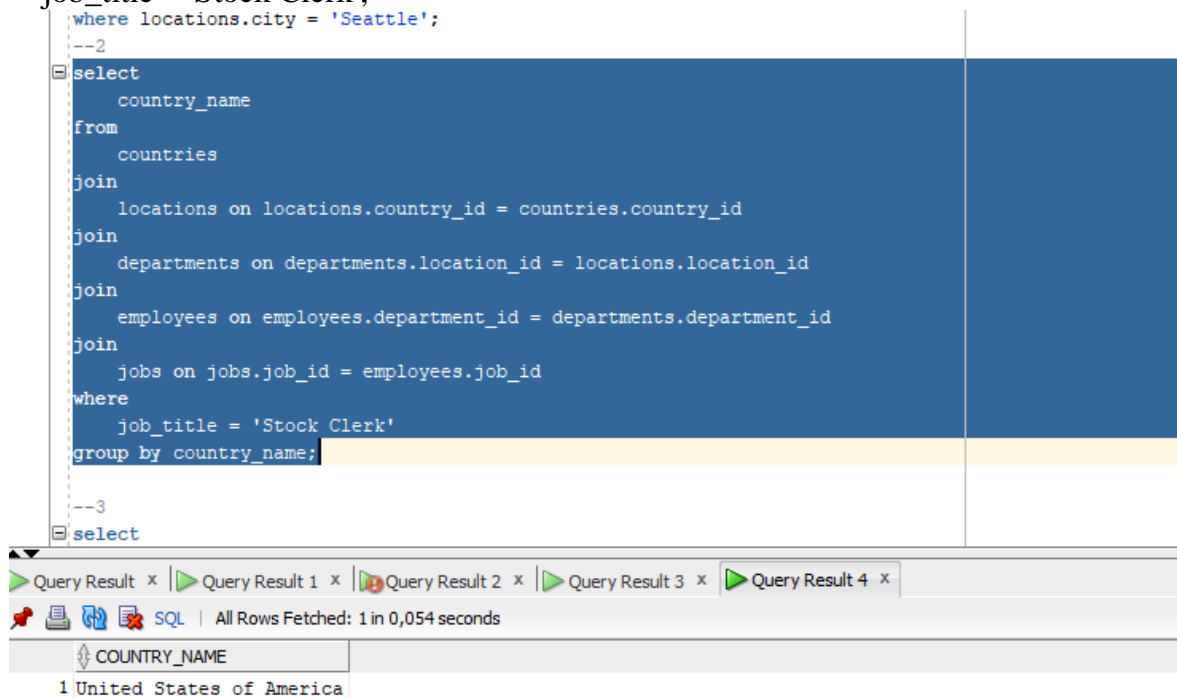 job_title = 'Stock Clerk';
where locations.city = 'Seattle';
--2
select
country_name
from
countries
join
locations on locations.country_id = countries.country_id
join
departments on departments.location_id = locations.location_id
join
employees on employees.department_id = departments.department_id
join
jobs on jobs.job_id = employees.job_id
where
job_title = 'Stock Clerk'
group by country_name;
--3
select
Query Result x Query Result 1 x Query Result 2 x Query Result 3 x Query Result 4 x
SQL | All Rows Fetched: 1 in 0,054 seconds
COUNTRY_NAME
1 United States of America